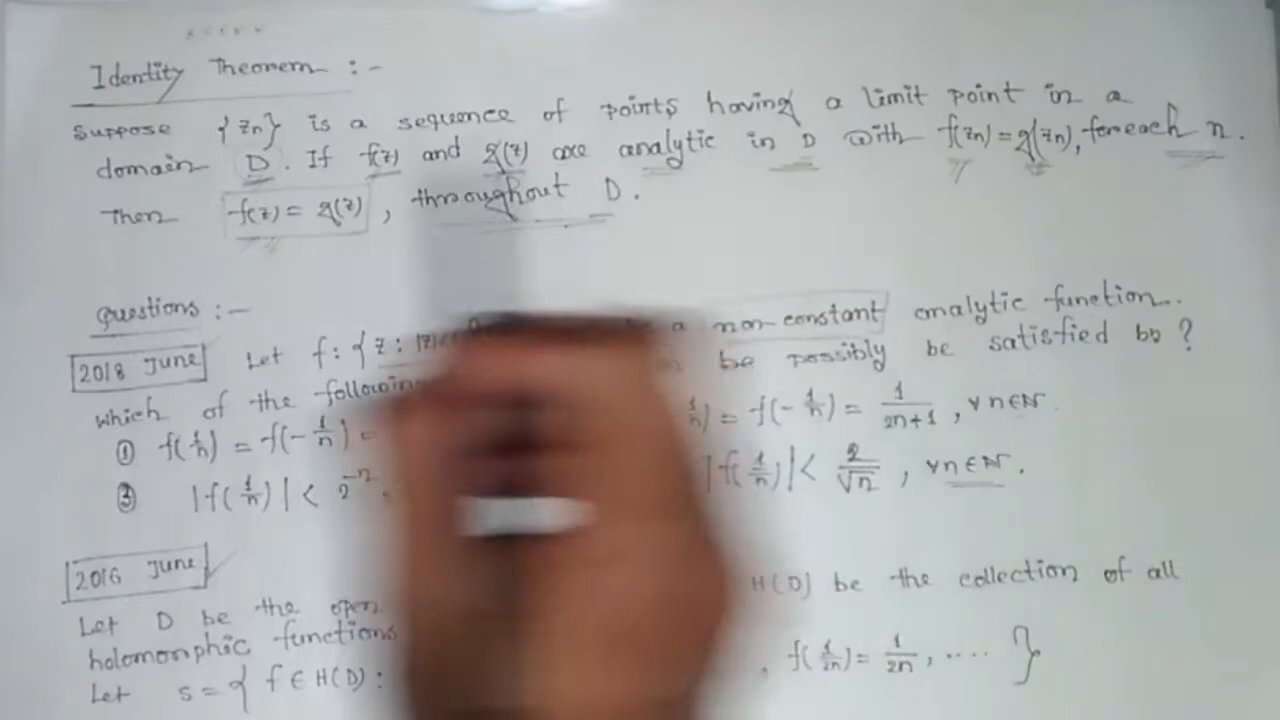 Identity Theorem :-
Suppose {zn} is a sequence of points having a limit point in a
domain D. If f(z) and g(z) are analytic in D with f(zn) = g(zn), for each n.
Then f(z) = g(z), throughout D.
Questions :-
2018 June Let f: {z: |z|< a non-constant analytic function.
which of the following be possibly be satisfied by ?
① f(1/n) = f(-1/n) = = f(-1/n) = 1/2n+1, ∀ n∈N
③ |f(1/n)| < 2^-n. |f(1/n)| < 2/√n, ∀n∈N.
2016 June
Let D be the open H(D) be the collection of all
holomorphic functions
Let S = { f ∈ H(D): , f(1/2n) = 1/2n, .... }